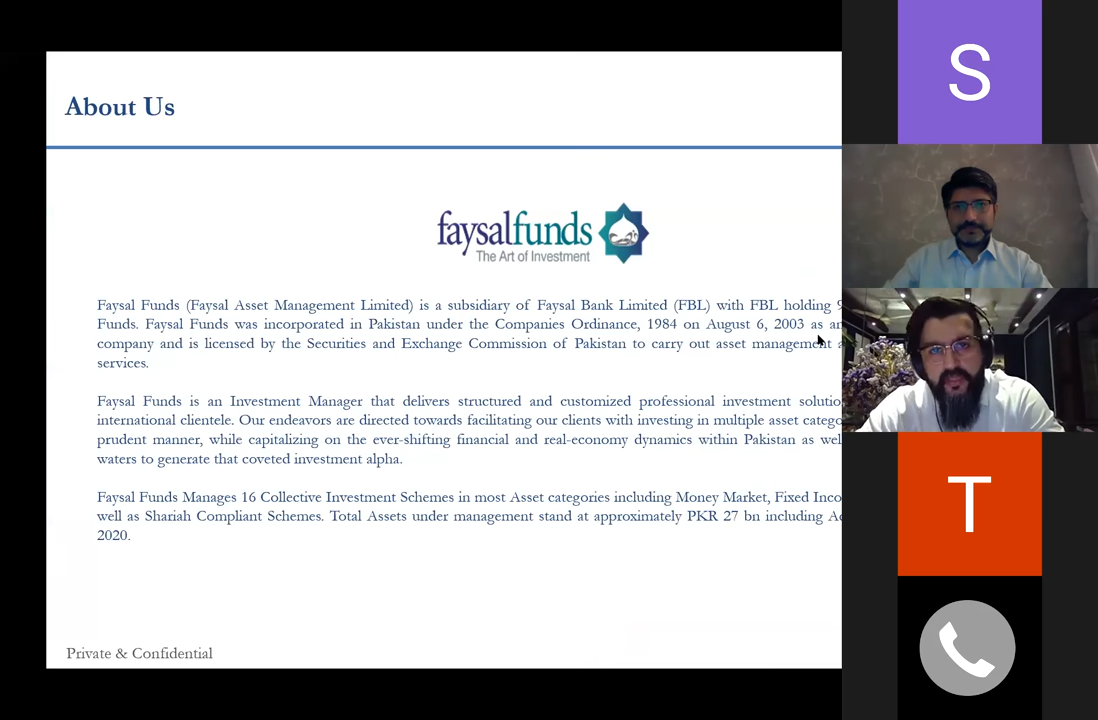 About Us
faysalfunds
The Art of Investment
Faysal Funds (Faysal Asset Management Limited) is a subsidiary of Faysal Bank Limited (FBL) with FBL holding
Funds. Faysal Funds was incorporated in Pakistan under the Companies Ordinance, 1984 on August 6, 2003 as an
company and is licensed by the Securities and Exchange Commission of Pakistan to carry out asset management
services.
Faysal Funds is an Investment Manager that delivers structured and customized professional investment
international clientele. Our endeavors are directed towards facilitating our clients with investing in multiple asset
prudent manner, while capitalizing on the ever-shifting financial and real-economy dynamics within Pakistan as
waters to generate that coveted investment alpha.
Faysal Funds Manages 16 Collective Investment Schemes in most Asset categories including Money Market, Fixed
well as Shariah Compliant Schemes. Total Assets under management stand at approximately PKR 27 bn including
2020.
Private & Confidential
S
T